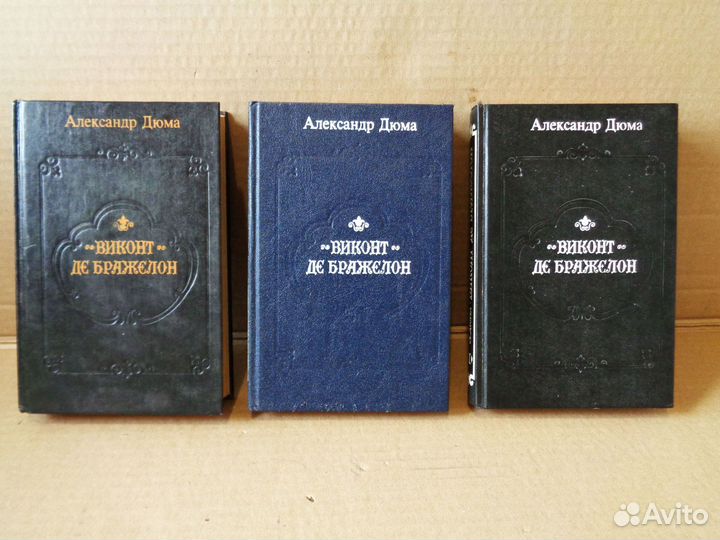 Александр Дюма
ВИКОНТ
ДЕ БРАЖЕЛОН
Александр Дюма
ВИКОНТ
ДЕ БРАЖЕЛОН
Александр Дюма
ВИКОНТ
ДЕ БРАЖЕЛОН
Avito